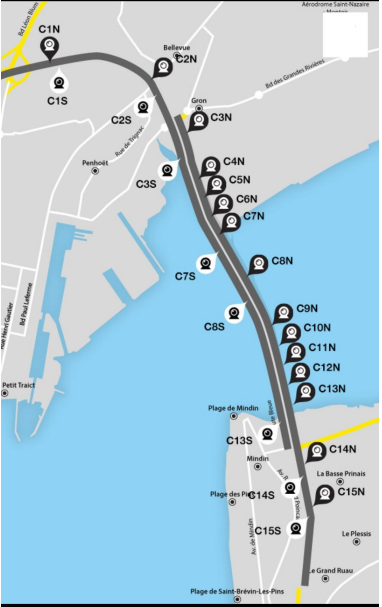 Aérodrome Saint-Nazaire
Bd Léon Blum
C1N
Bellevue
C2N
C1S
Bd des Grandes Rivières
Gron
C2S
C3N
Rue de Trignac
Penhoët
C4N
C3S
C5N
C6N
C7N
C8N
C7S
Bd Paul Leferme
Rue Henri Gautier
C9N
C8S
C10N
C11N
C12N
Petit Traict
C13N
Plage de Mindin
C13S
C14N
Mindin
La Basse Prinais
C14S
C15N
Plage des Pins
Av. de Mindin
C15S
Le Plessis
Le Grand Ruau
Plage de Saint-Brévin-Les-Pins